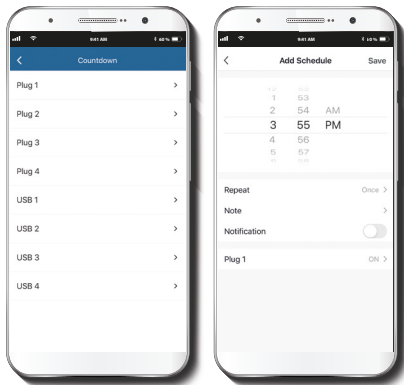 9:41 AM
60 %
Countdown
Plug 1
Plug 2
Plug 3
Plug 4
USB 1
USB 2
USB 3
USB 4
9:41 AM
60 %
Add Schedule Save
1 53
2 54 AM
3 55 PM
4 56
5 57
Repeat Once
Note
Notification
Plug 1 ON